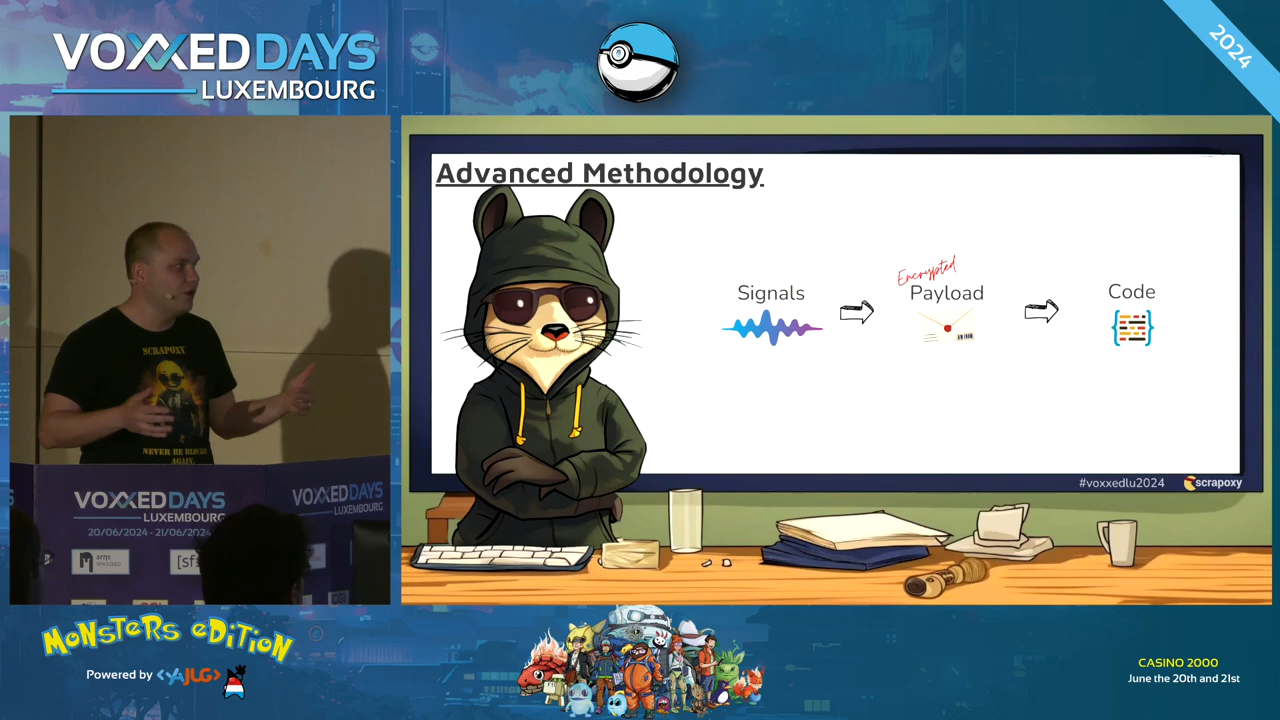 VOXXEDDAYS
LUXEMBOURG
2024
Advanced Methodology
Signals
Encrypted
Payload
Code
#voxxedlu2024
scrapoxy
SCRAPOXY
NEVER BE BLOCKED
AGAIN.
VOXXEDDAYS
LUXEMBOURG
20/06/2024 - 21/06/2024
VOXXEDDAYS
LUXEMBOURG
MONSTERS EDITION
Powered by <YAJUG>
CASINO 2000
June the 20th and 21st